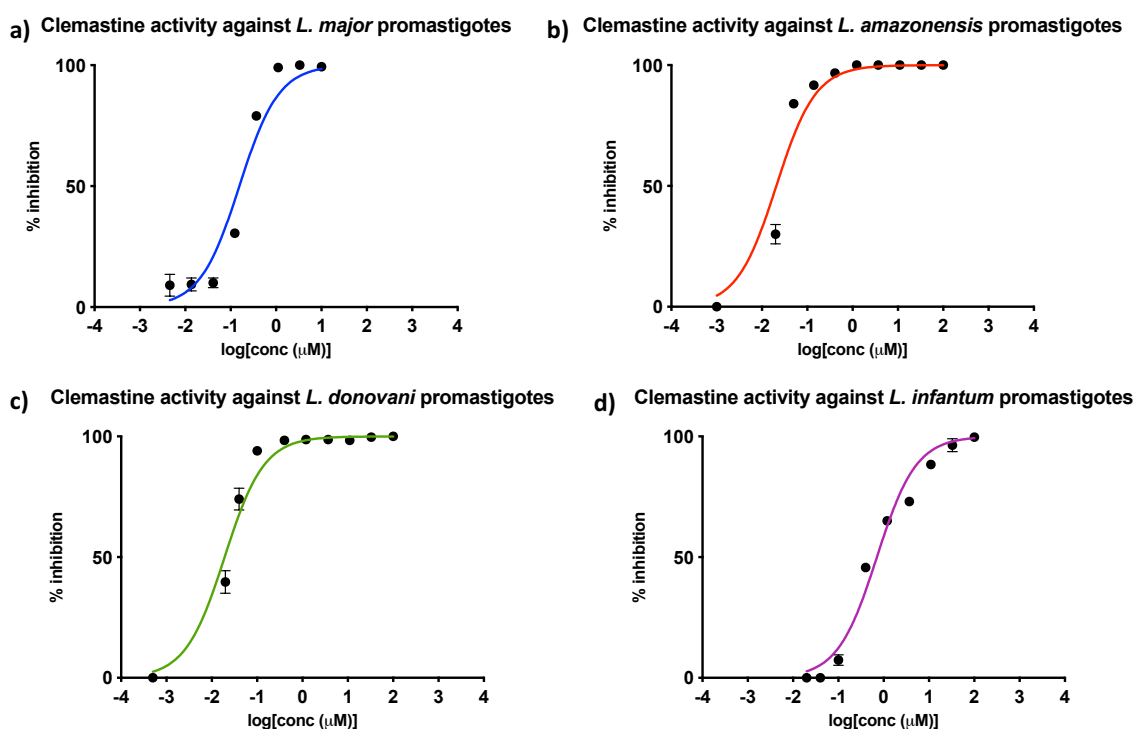 a) Clemastine activity against L. major promastigotes
100
50
0
% inhibition
-4 -3 -2 -1 0 1 2 3 4
log[conc (μM)]
b) Clemastine activity against L. amazonensis promastigotes
100
50
0
% inhibition
-4 -3 -2 -1 0 1 2 3 4
log[conc (μM)]
c) Clemastine activity against L. donovani promastigotes
100
50
0
% inhibition
-4 -3 -2 -1 0 1 2 3 4
log[conc (μM)]
d) Clemastine activity against L. infantum promastigotes
100
50
0
% inhibition
-4 -3 -2 -1 0 1 2 3 4
log[conc (μM)]